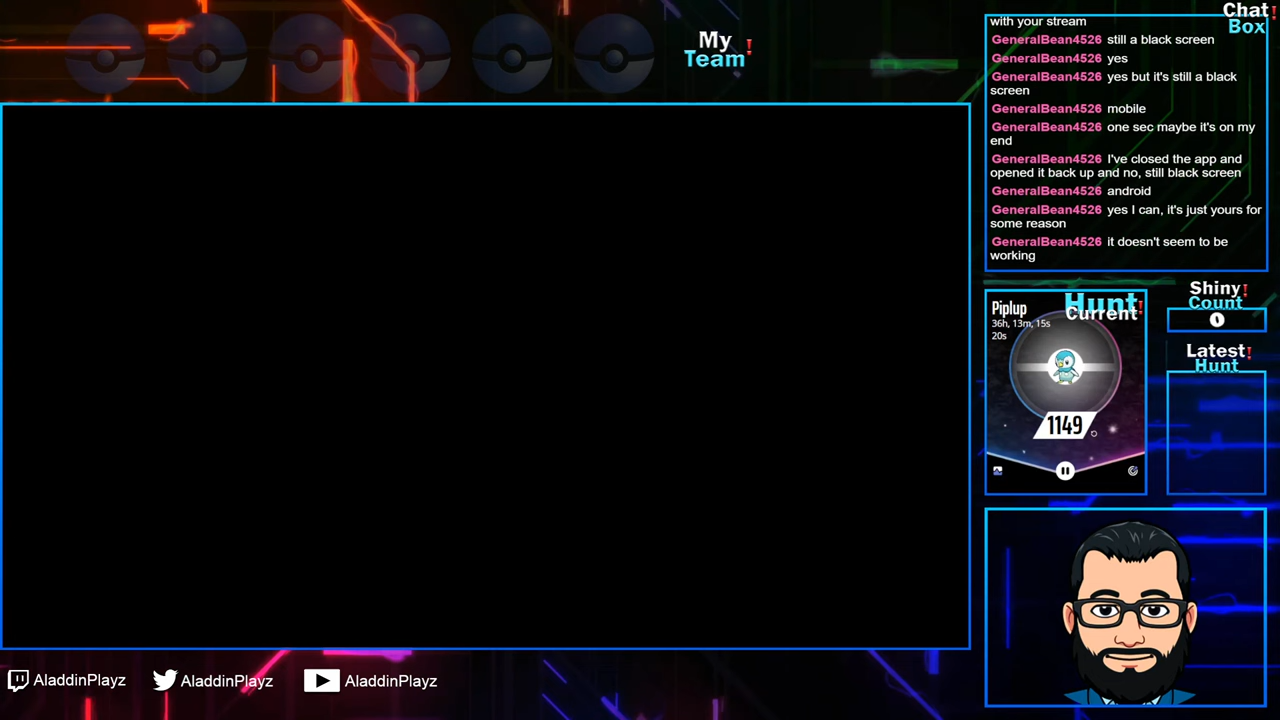 My
Team!
Chat!
Box
with your stream
GeneralBean4526 still a black screen
GeneralBean4526 yes
GeneralBean4526 yes but it's still a black
screen
GeneralBean4526 mobile
GeneralBean4526 one sec maybe it's on my
end
GeneralBean4526 I've closed the app and
opened it back up and no, still black screen
GeneralBean4526 android
GeneralBean4526 yes I can, it's just yours for
some reason
GeneralBean4526 it doesn't seem to be
working
Piplup
36h, 13m, 15s
20s
Hunt!
Current
1149
Shiny!
Count
Latest!
Hunt
AladdinPlayz
AladdinPlayz
AladdinPlayz